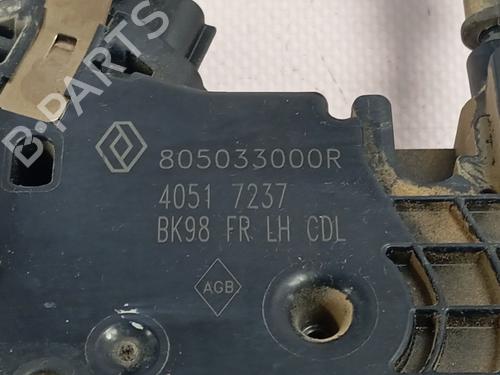 B-PARTS
805033000R
4051 7237
BK98 FR LH CDL
AGB